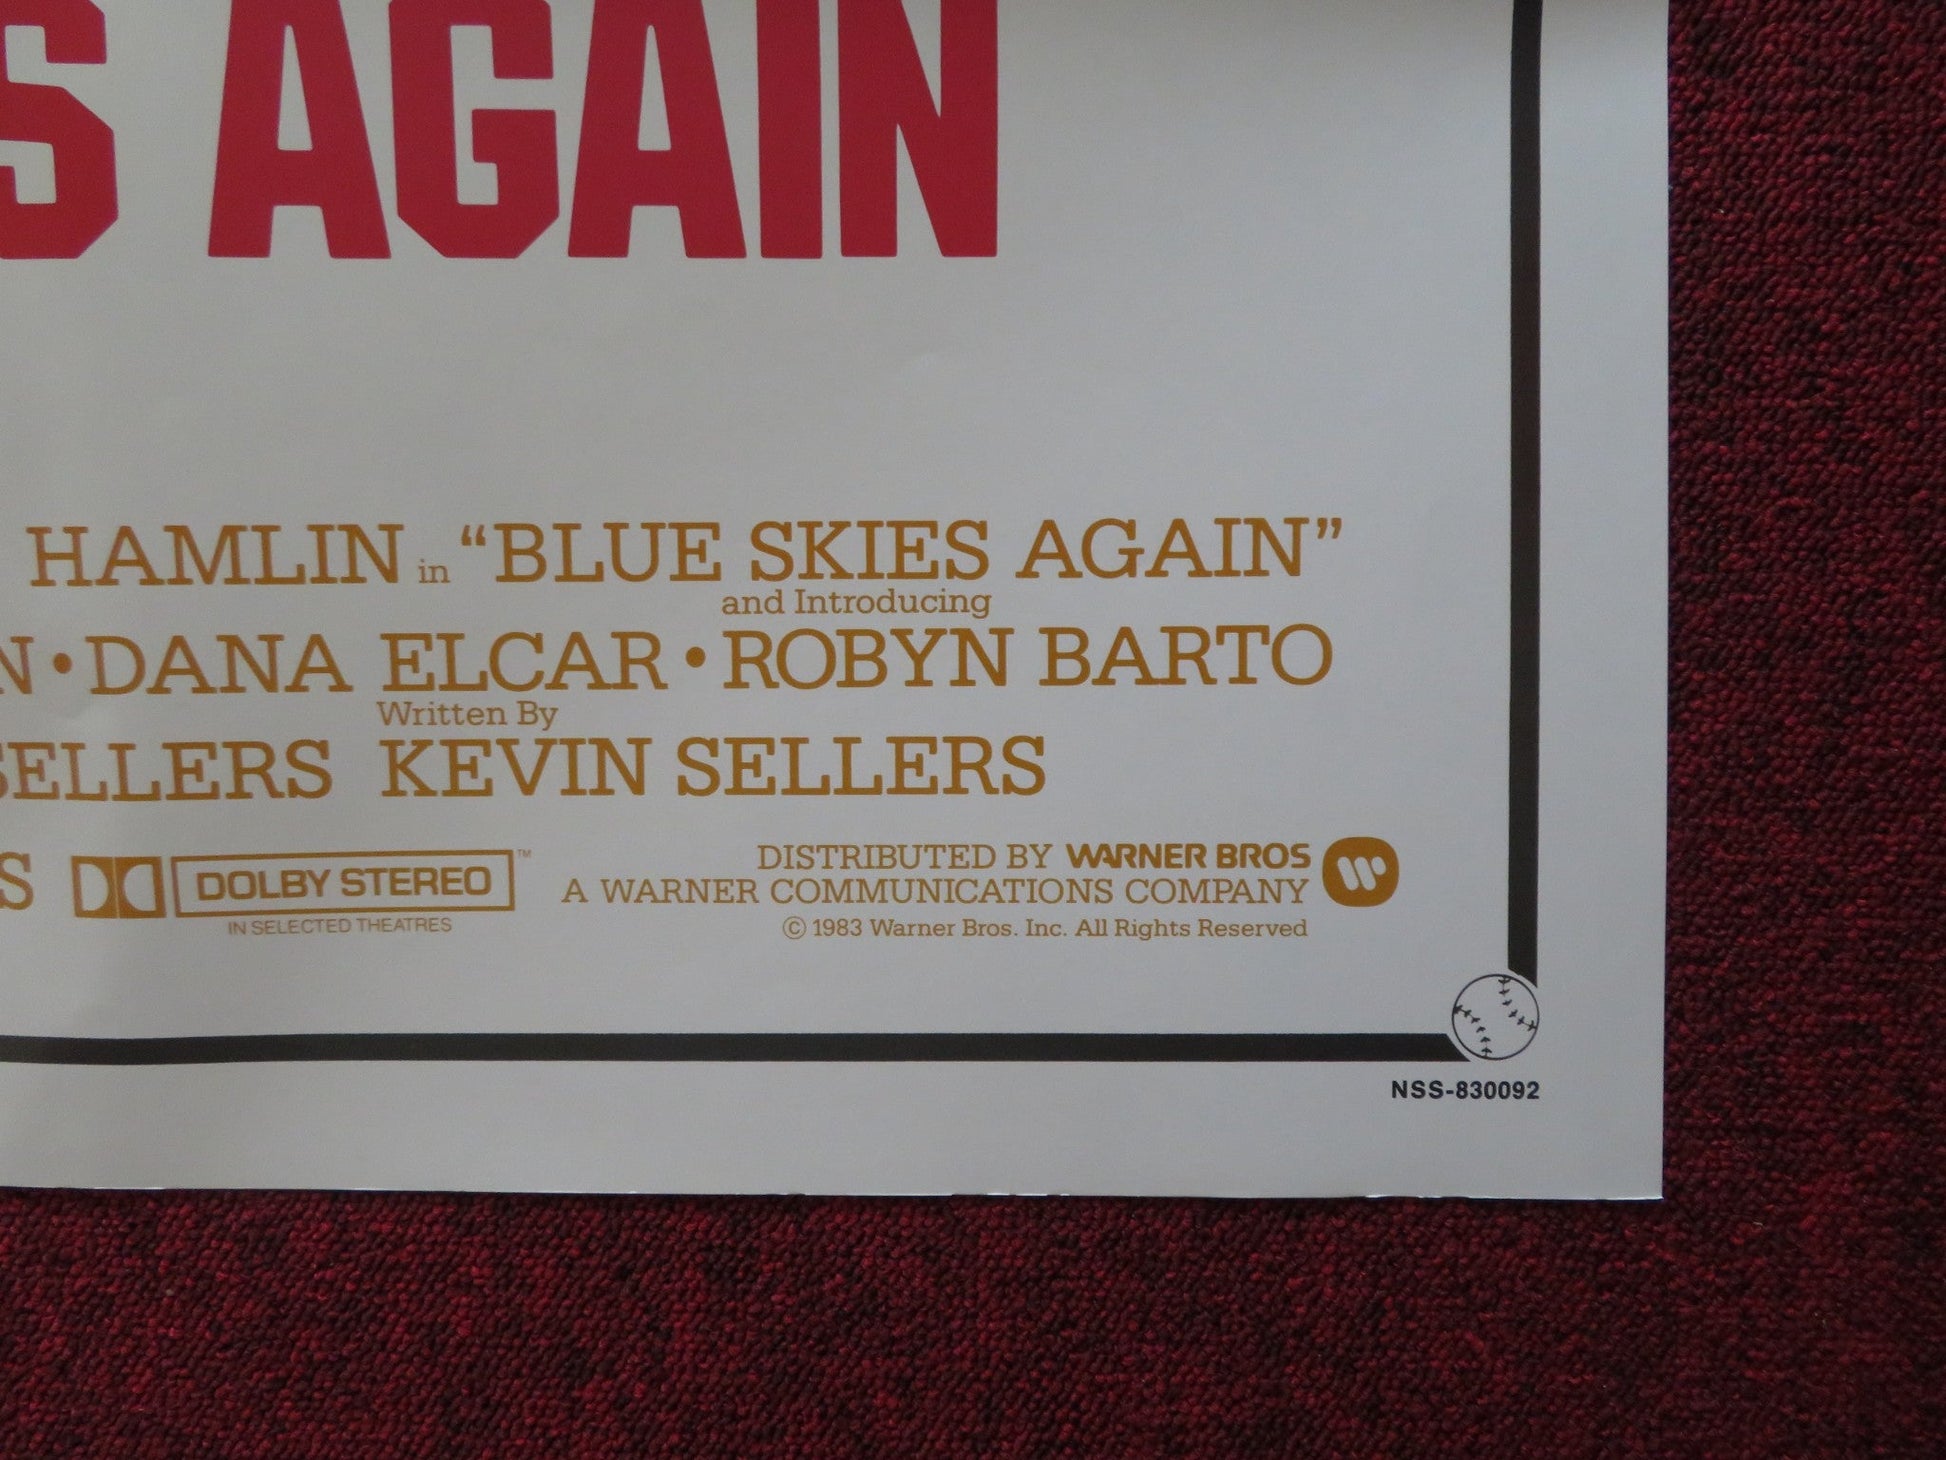 S AGAIN
HAMLIN in “BLUE SKIES AGAIN”
and Introducing
N • DANA ELCAR • ROBYN BARTO
Written By
SELLERS KEVIN SELLERS
S DOLBY STEREO ™
IN SELECTED THEATRES
DISTRIBUTED BY WARNER BROS
A WARNER COMMUNICATIONS COMPANY
© 1983 Warner Bros. Inc. All Rights Reserved
NSS-830092